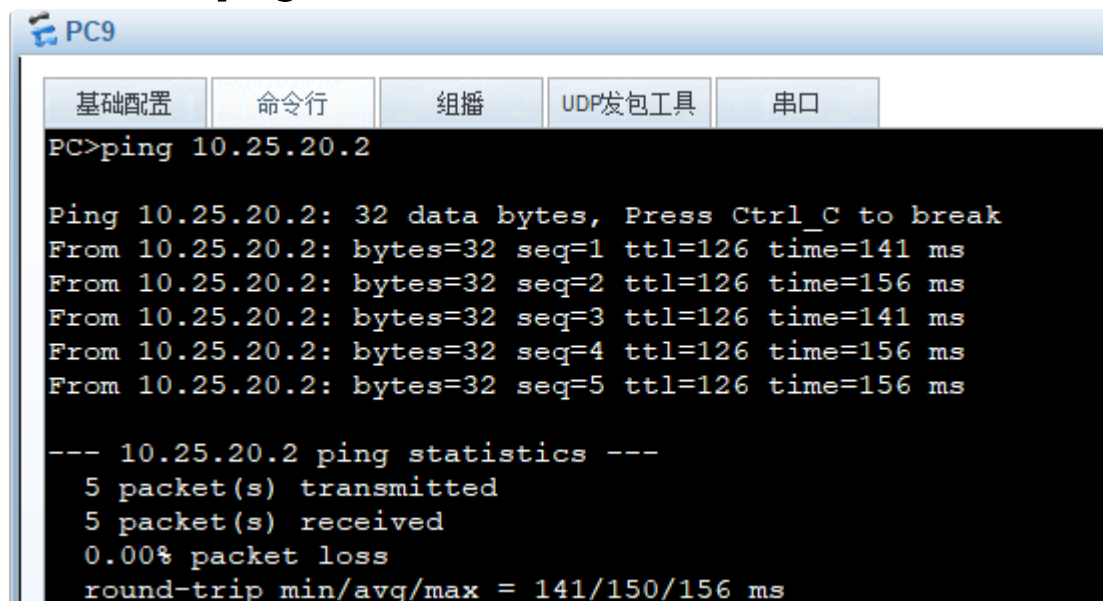 PC9
基础配置 命令行 组播 UDP发包工具 串口
PC>ping 10.25.20.2
Ping 10.25.20.2: 32 data bytes, Press Ctrl_C to break
From 10.25.20.2: bytes=32 seq=1 ttl=126 time=141 ms
From 10.25.20.2: bytes=32 seq=2 ttl=126 time=156 ms
From 10.25.20.2: bytes=32 seq=3 ttl=126 time=141 ms
From 10.25.20.2: bytes=32 seq=4 ttl=126 time=156 ms
From 10.25.20.2: bytes=32 seq=5 ttl=126 time=156 ms
--- 10.25.20.2 ping statistics ---
5 packet(s) transmitted
5 packet(s) received
0.00% packet loss
round-trip min/avg/max = 141/150/156 ms